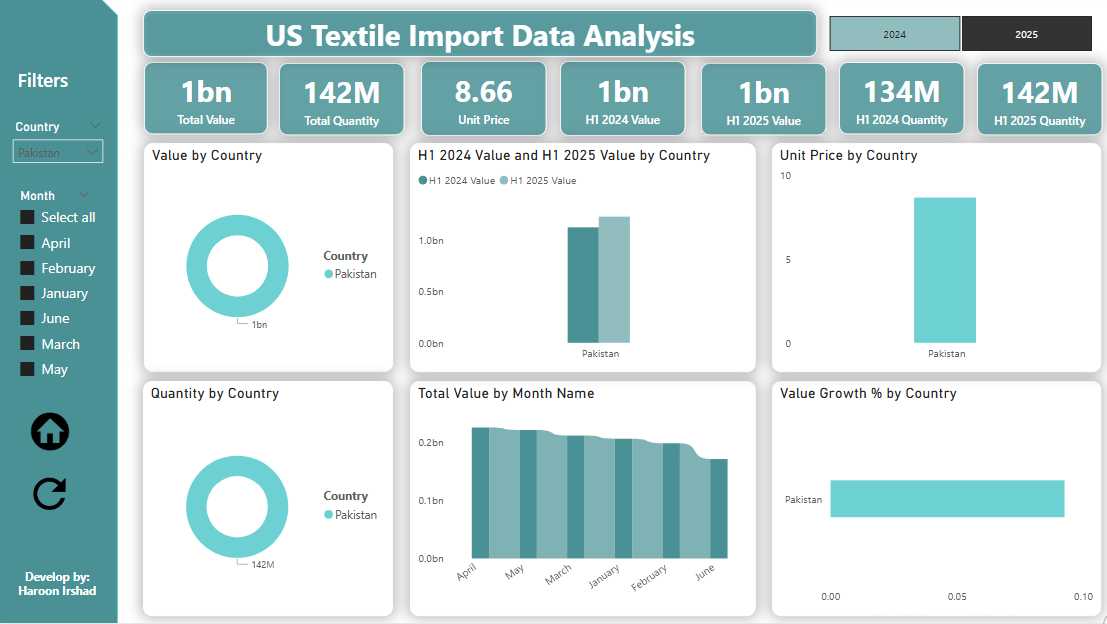 US Textile Import Data Analysis
2024
2025
Filters
Country
Pakistan
Month
Select all
April
February
January
June
March
May
Develop by:
Haroon Irshad
1bn
Total Value
142M
Total Quantity
8.66
Unit Price
1bn
H1 2024 Value
1bn
H1 2025 Value
134M
H1 2024 Quantity
142M
H1 2025 Quantity
Value by Country
Country
Pakistan
1bn
H1 2024 Value and H1 2025 Value by Country
H1 2024 Value H1 2025 Value
1.0bn
0.5bn
0.0bn
Pakistan
Unit Price by Country
10
5
0
Pakistan
Quantity by Country
Country
Pakistan
142M
Total Value by Month Name
0.2bn
0.1bn
0.0bn
April May March January February June
Value Growth % by Country
Pakistan
0.00 0.05 0.10